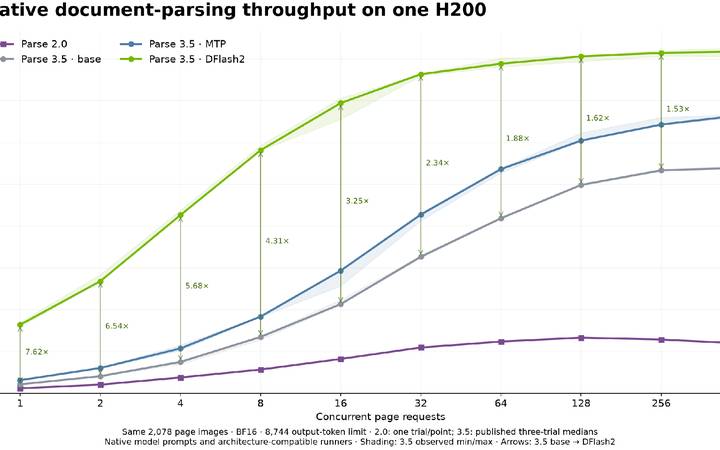 ative document-parsing throughput on one H200
Parse 2.0
Parse 3.5 · MTP
Parse 3.5 · base
Parse 3.5 · DFlash2
7.62×
6.54×
5.68×
4.31×
3.25×
2.34×
1.88×
1.62×
1.53×
1 2 4 8 16 32 64 128 256
Concurrent page requests
Same 2,078 page images · BF16 · 8,744 output-token limit · 2.0: one trial/point; 3.5: published three-trial medians
Native model prompts and architecture-compatible runners · Shading: 3.5 observed min/max · Arrows: 3.5 base → DFlash2